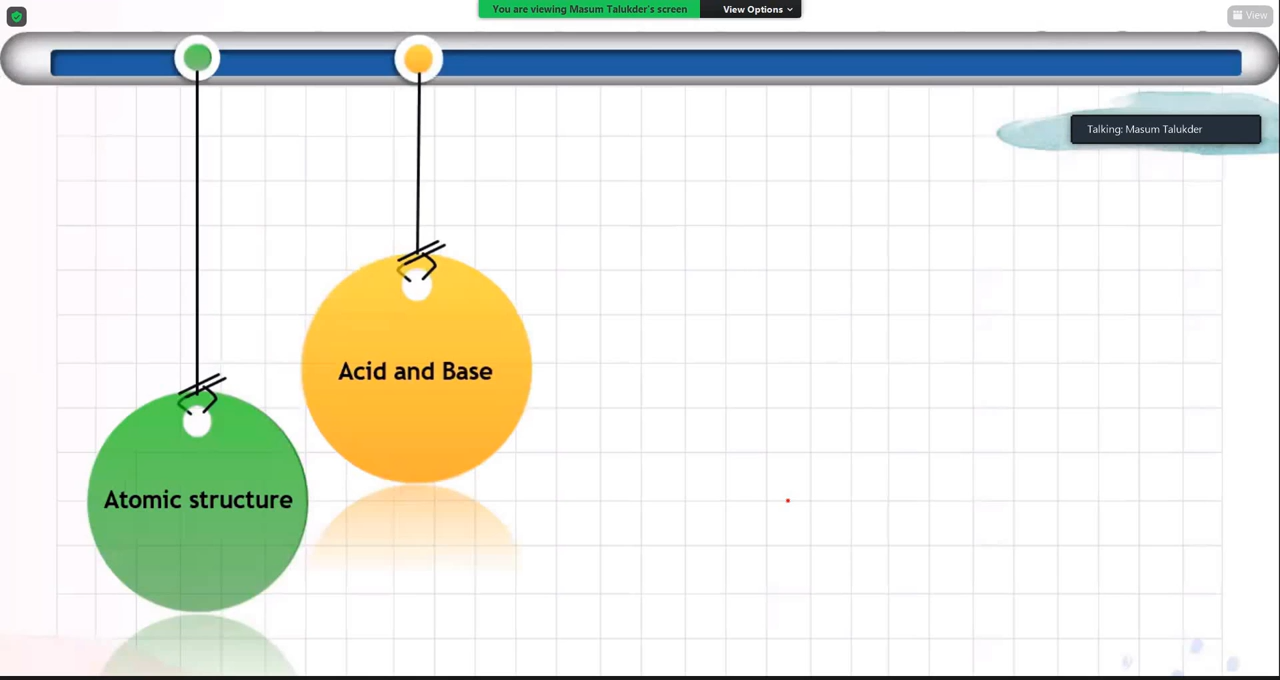 You are viewing Masum Talukder's screen
View Options
View
Talking: Masum Talukder
Acid and Base
Atomic structure